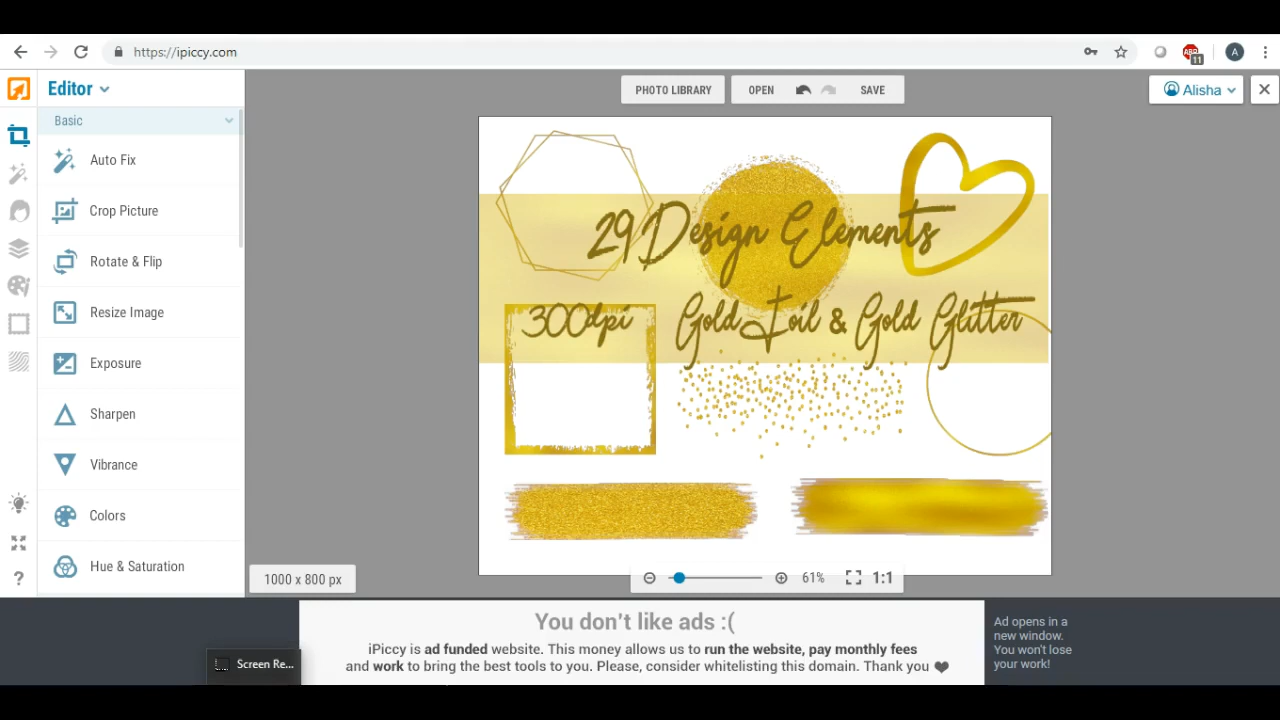 https://ipiccy.com
11
A
Editor
PHOTO LIBRARY
OPEN
SAVE
Alisha
Basic
Auto Fix
Crop Picture
Rotate & Flip
Resize Image
Exposure
Sharpen
Vibrance
Colors
Hue & Saturation
29 Design Elements
300dpi Gold Foil & Gold Glitter
1000 x 800 px
61%
1:1
?
You don't like ads :(
iPiccy is ad funded website. This money allows us to run the website, pay monthly fees
and work to bring the best tools to you. Please, consider whitelisting this domain. Thank you ❤
Ad opens in a
new window.
You won't lose
your work!
Screen Re...